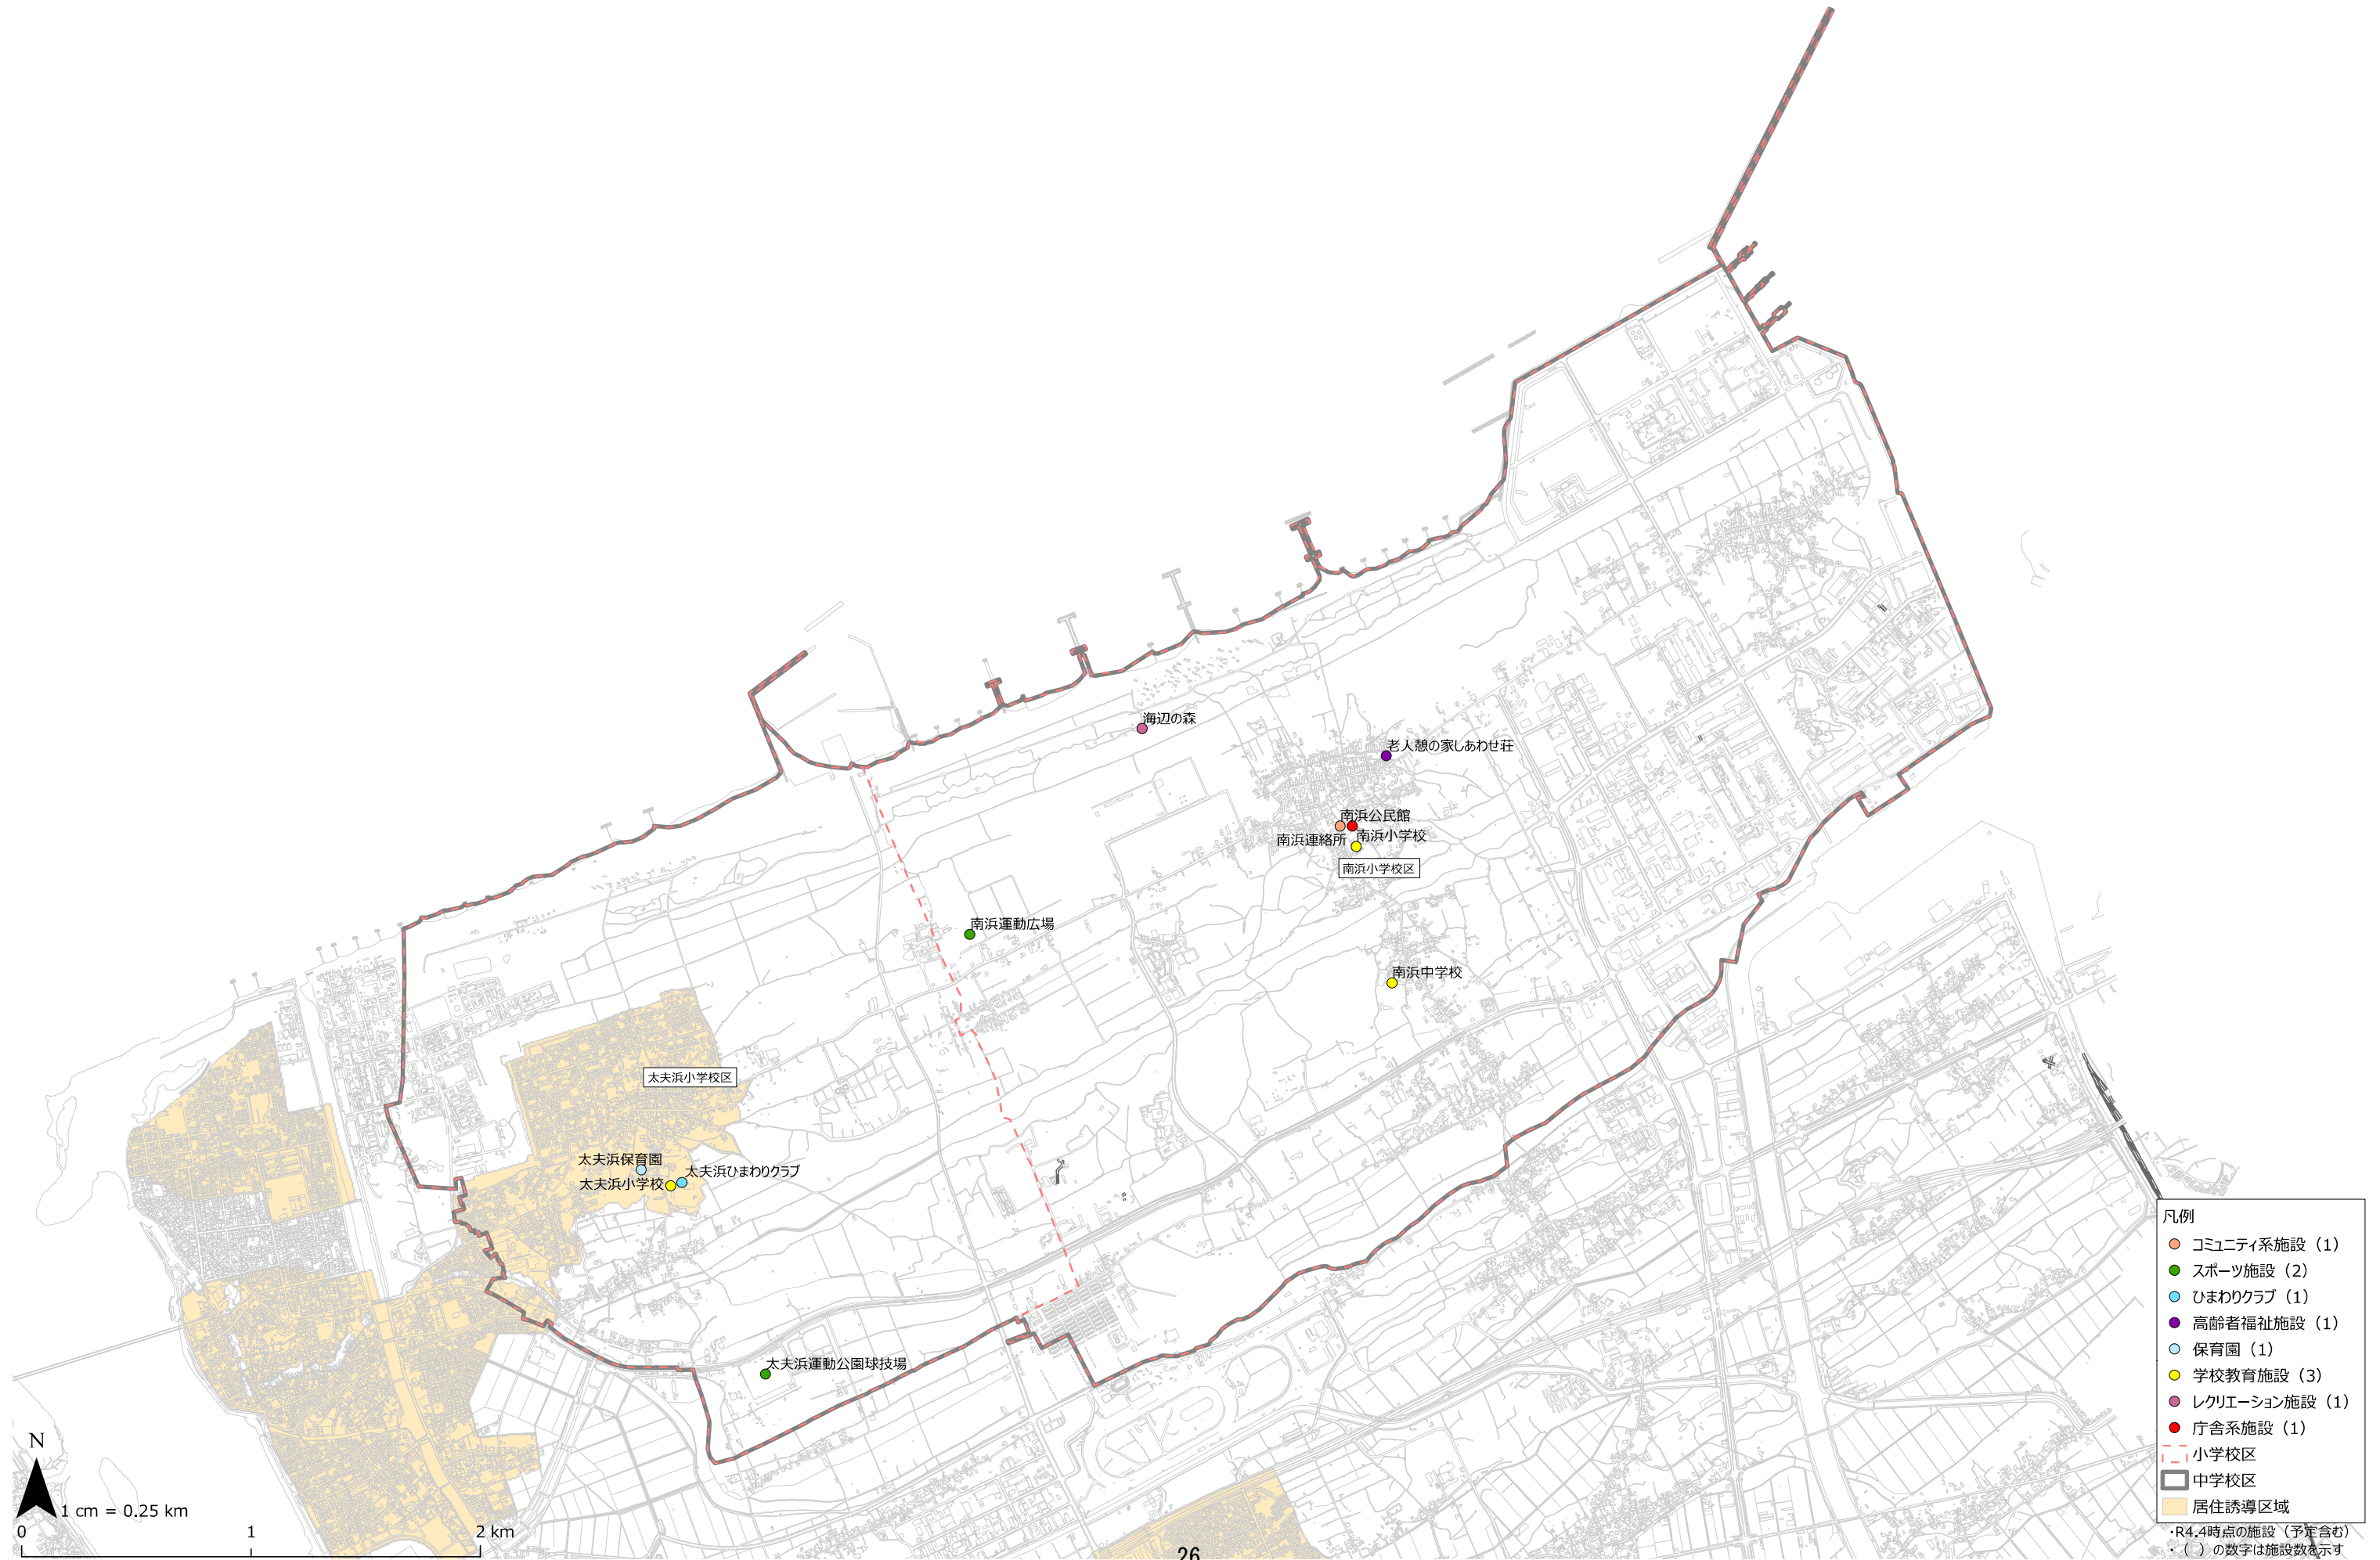 海辺の森
老人憩の家しあわせ荘
南浜公民館
南浜連絡所
南浜小学校
南浜小学校区
南浜運動広場
南浜中学校
太夫浜小学校区
太夫浜保育園
太夫浜ひまわりクラブ
太夫浜小学校
太夫浜運動公園球技場
凡例
コミュニティ系施設（1）
スポーツ施設（2）
ひまわりクラブ（1）
高齢者福祉施設（1）
保育園（1）
学校教育施設（3）
レクリエーション施設（1）
庁舎系施設（1）
小学校区
中学校区
居住誘導区域
・R4.4時点の施設（予定含む）
・（　）の数字は施設数を示す
N
1 cm = 0.25 km
0 1 2 km
26